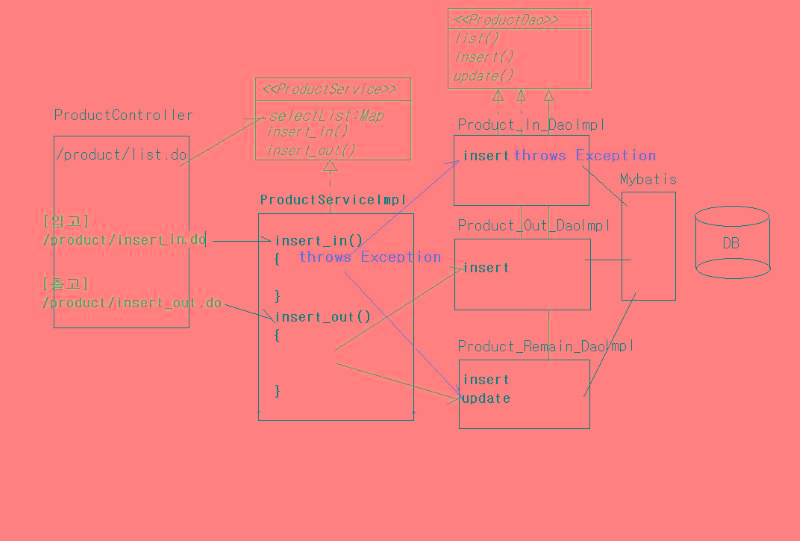 <<ProductDao>>
list()
insert()
update()
<<ProductService>>
selectList:Map
insert_in()
insert_out()
ProductController
/product/list.do
[입고]
/product/insert_in.do
[출고]
/product/insert_out.do
ProductServiceImpl
insert_in()
{
throws Exception
}
insert_out()
{
}
Product_In_DaoImpl
insert throws Exception
Product_Out_DaoImpl
insert
Product_Remain_DaoImpl
insert
update
Mybatis
DB